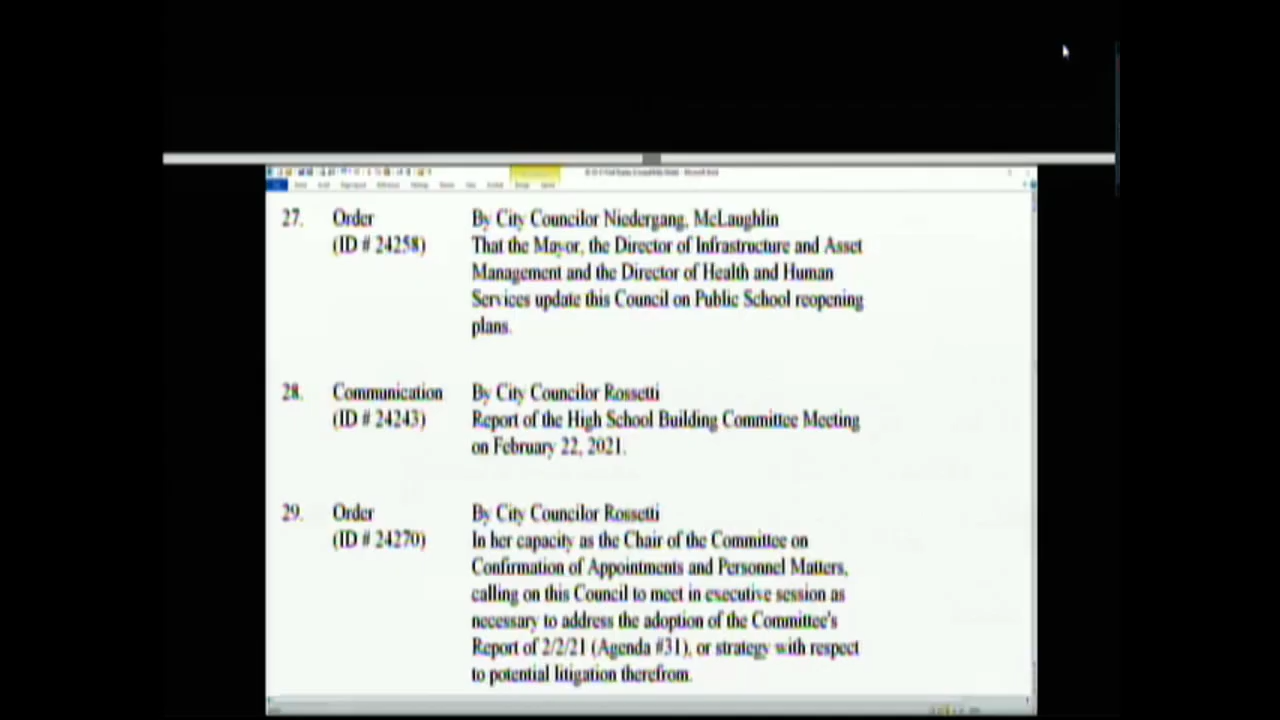 27. Order By City Councilor Niedergang, McLaughlin
(ID # 24258) That the Mayor, the Director of Infrastructure and Asset
Management and the Director of Health and Human
Services update this Council on Public School reopening
plans.
28. Communication By City Councilor Rossetti
(ID # 24243) Report of the High School Building Committee Meeting
on February 22, 2021.
29. Order By City Councilor Rossetti
(ID # 24270) In her capacity as the Chair of the Committee on
Confirmation of Appointments and Personnel Matters,
calling on this Council to meet in executive session as
necessary to address the adoption of the Committee's
Report of 2/2/21 (Agenda #31), or strategy with respect
to potential litigation therefrom.